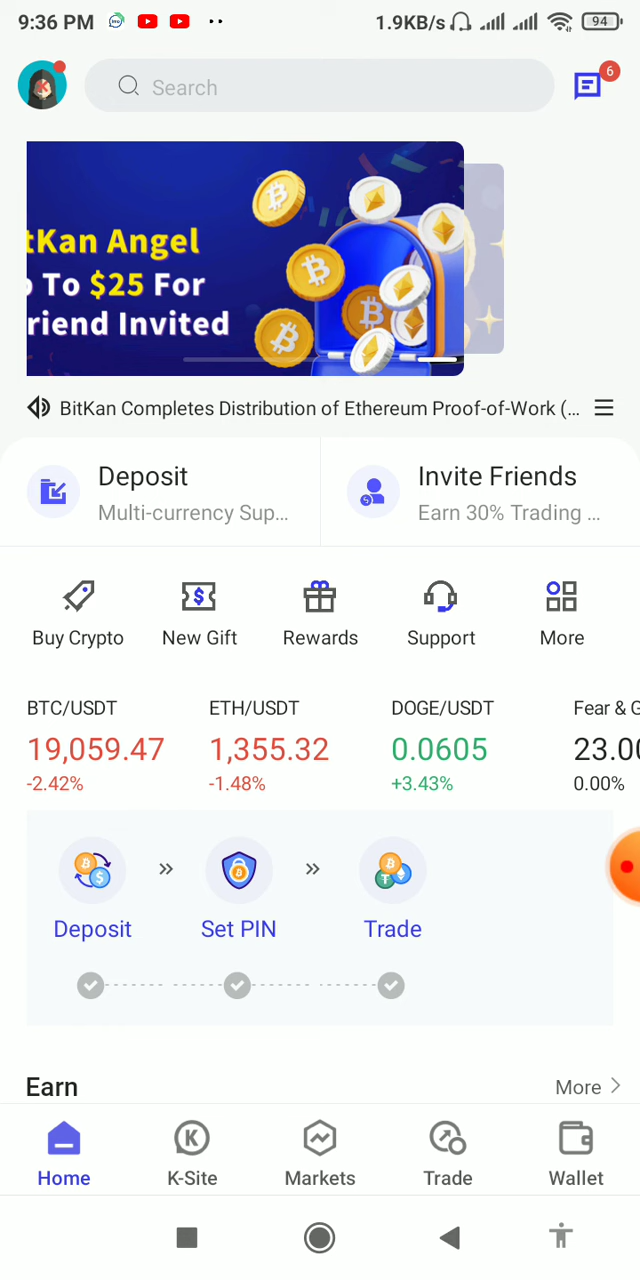 9:36 PM 1.9KB/s 94
Search
6
tKan Angel
o To $25 For
riend Invited
BitKan Completes Distribution of Ethereum Proof-of-Work (...
Deposit Invite Friends
Multi-currency Sup... Earn 30% Trading ...
Buy Crypto New Gift Rewards Support More
BTC/USDT ETH/USDT DOGE/USDT Fear & G
19,059.47 1,355.32 0.0605 23.00
-2.42% -1.48% +3.43% 0.00%
Deposit Set PIN Trade
Earn More
Home K-Site Markets Trade Wallet